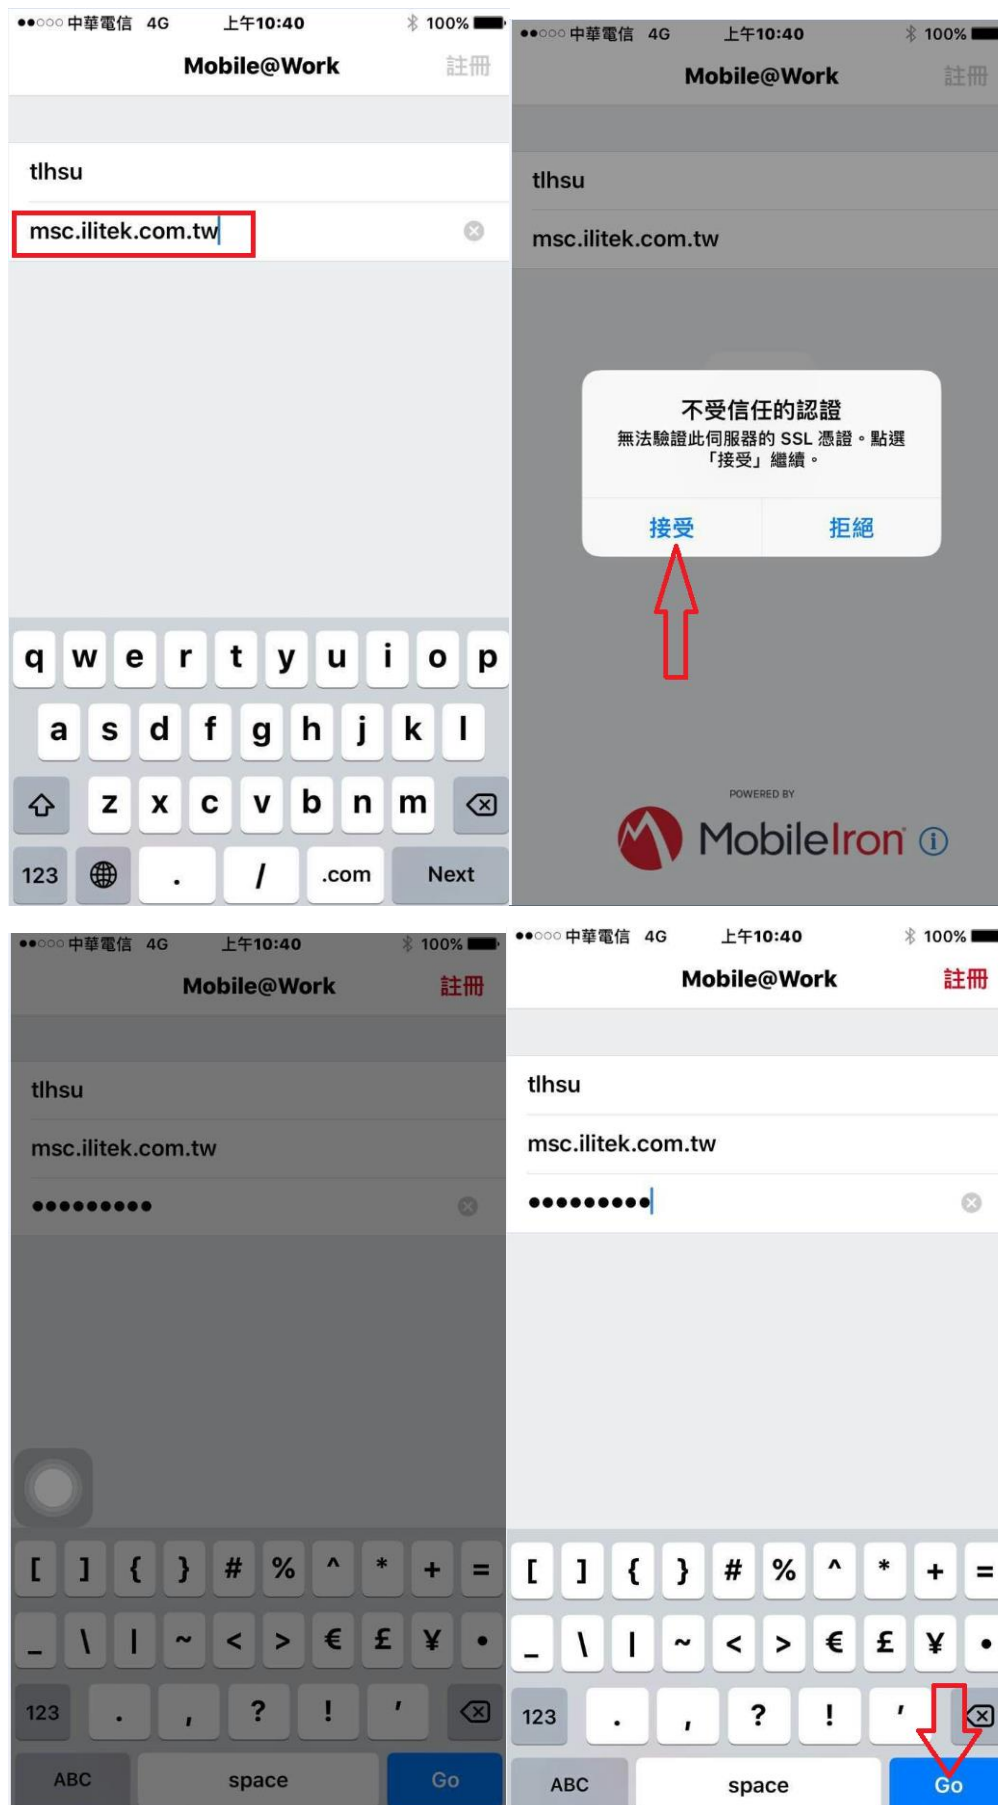 ●●○○○ 中華電信 4G 上午10:40 100%
Mobile@Work 註冊
tlhsu
msc.ilitek.com.tw
q w e r t y u i o p
a s d f g h j k l
z x c v b n m
123 . / .com Next
●●○○○ 中華電信 4G 上午10:40 100%
Mobile@Work 註冊
tlhsu
msc.ilitek.com.tw
不受信任的認證
無法驗證此伺服器的 SSL 憑證。點選
「接受」繼續。
接受 拒絕
POWERED BY
MobileIron
●●○○○ 中華電信 4G 上午10:40 100%
Mobile@Work 註冊
tlhsu
msc.ilitek.com.tw
●●●●●●●●●
[ ] { } # % ^ * + =
_ \ | ~ < > € £ ¥ •
123 . , ? ! '
ABC space Go
●●○○○ 中華電信 4G 上午10:40 100%
Mobile@Work 註冊
tlhsu
msc.ilitek.com.tw
●●●●●●●●●
[ ] { } # % ^ * + =
_ \ | ~ < > € £ ¥ •
123 . , ? ! '
ABC space Go